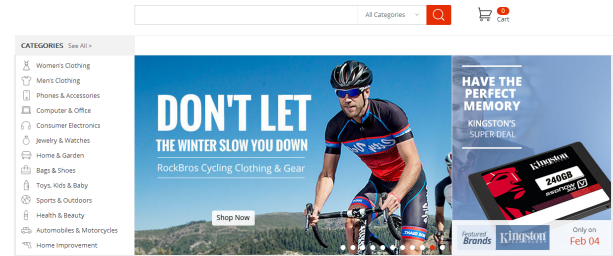 All Categories
0
Cart
CATEGORIES See All >
Women's Clothing
Men's Clothing
Phones & Accessories
Computer & Office
Consumer Electronics
Jewelry & Watches
Home & Garden
Bags & Shoes
Toys, Kids & Baby
Sports & Outdoors
Health & Beauty
Automobiles & Motorcycles
Home Improvement
DON'T LET
THE WINTER SLOW YOU DOWN
RockBros Cycling Clothing & Gear
Shop Now
HAVE THE
PERFECT
MEMORY
KINGSTON'S
SUPER DEAL
Kingston
240GB
SSDNOW V
Featured
Brands
Kingston
Only on
Feb 04